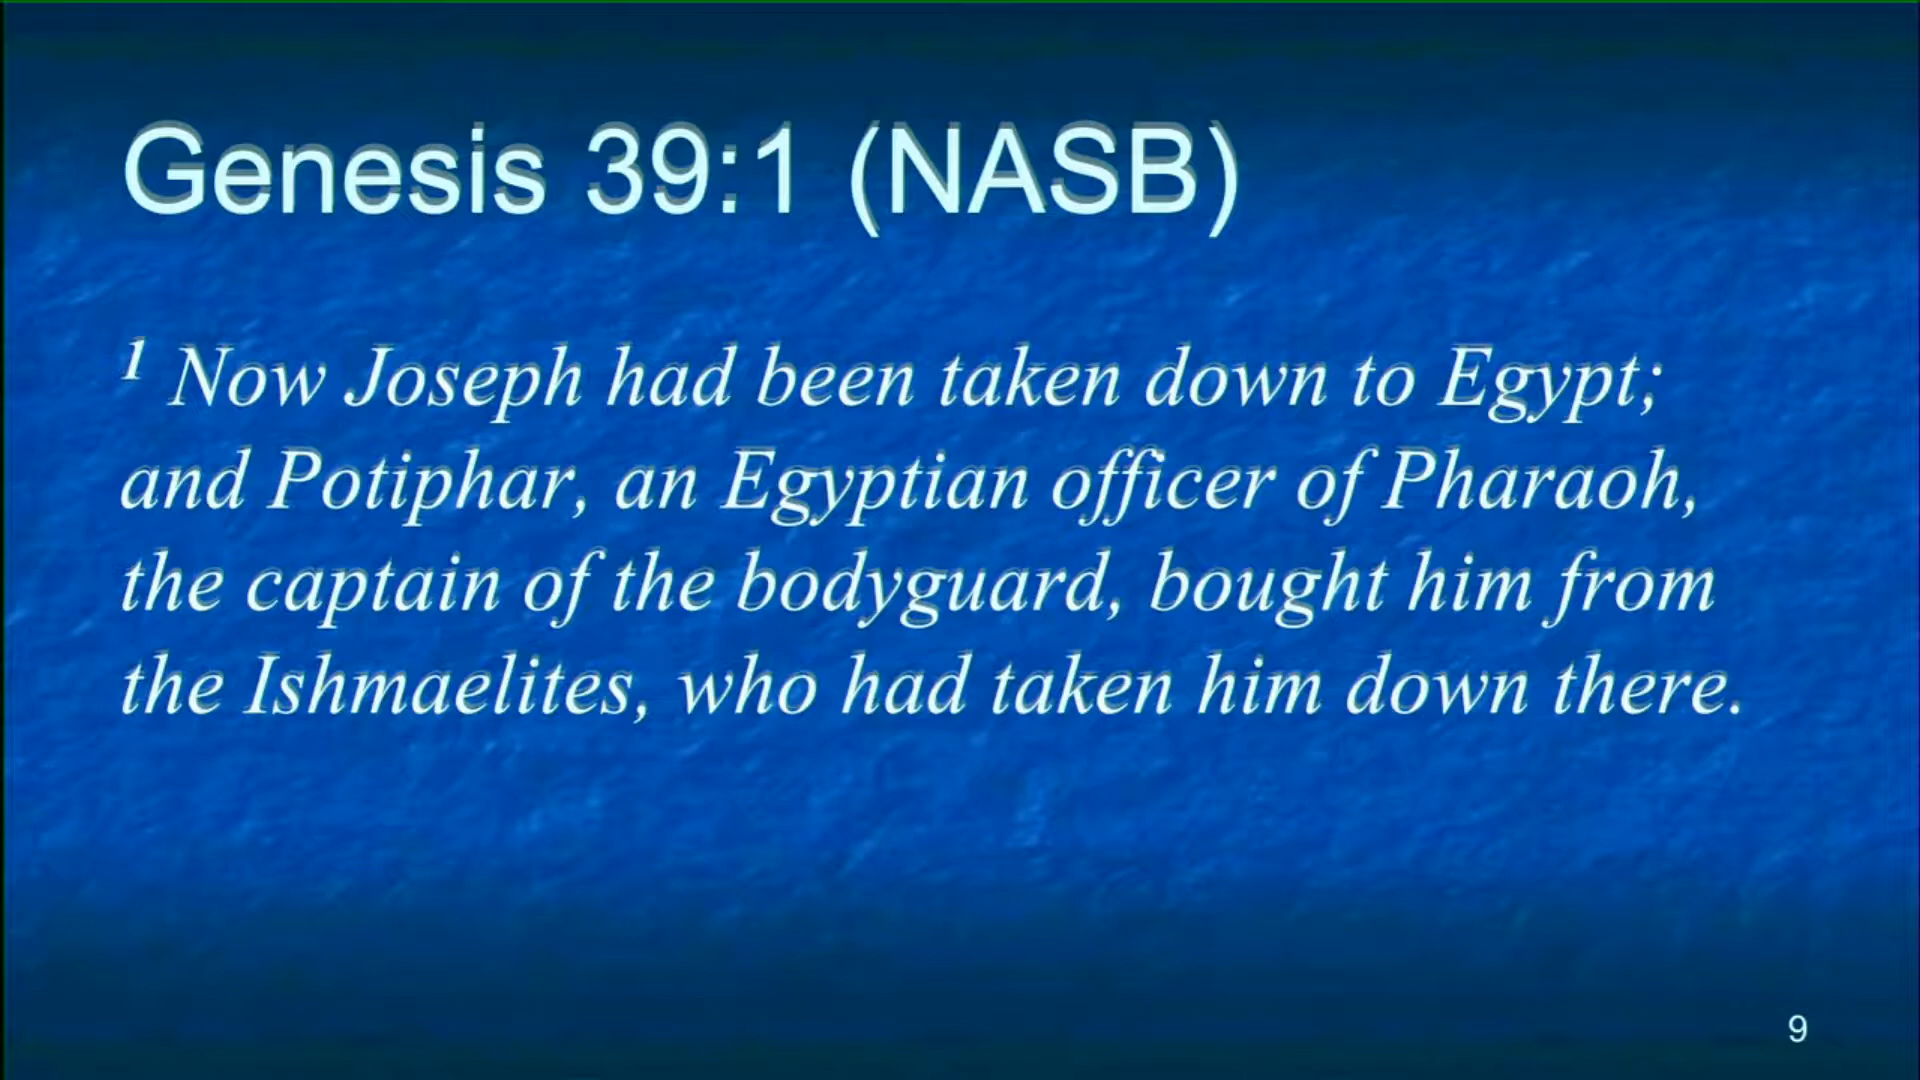 Genesis 39:1 (NASB)
1 Now Joseph had been taken down to Egypt;
and Potiphar, an Egyptian officer of Pharaoh,
the captain of the bodyguard, bought him from
the Ishmaelites, who had taken him down there.
9